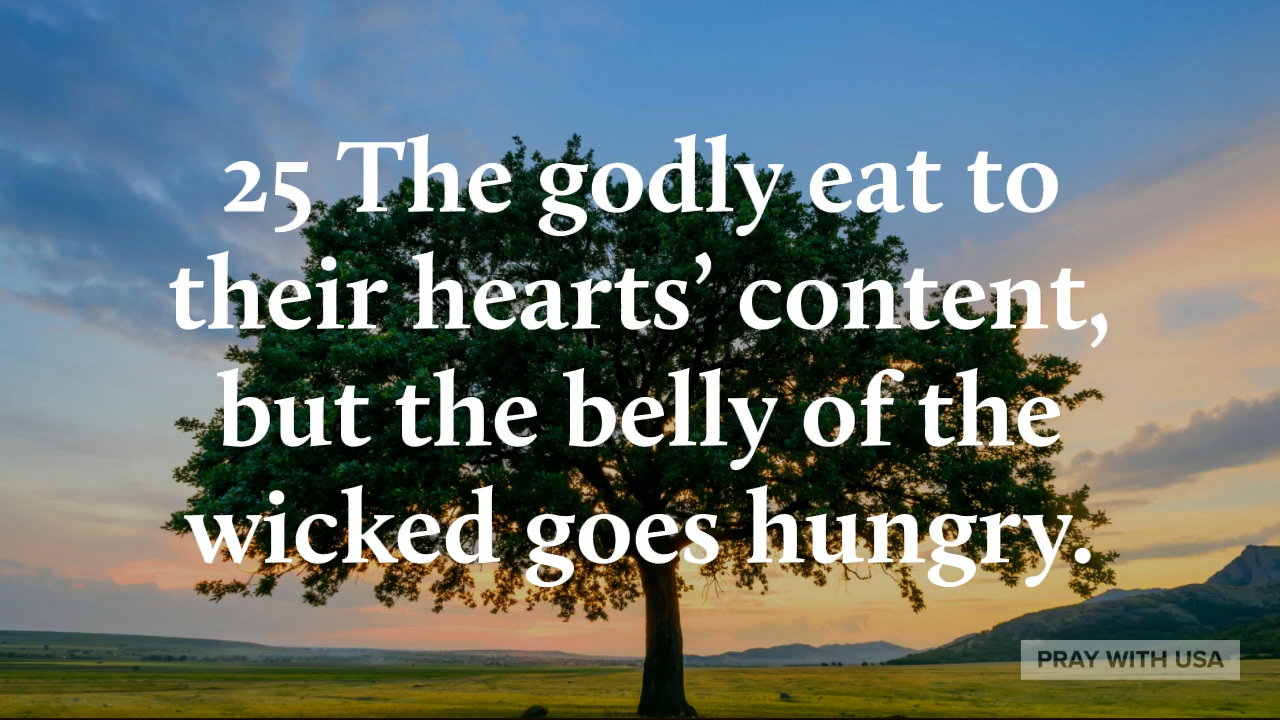 25 The godly eat to
their hearts’ content,
but the belly of the
wicked goes hungry.
PRAY WITH USA